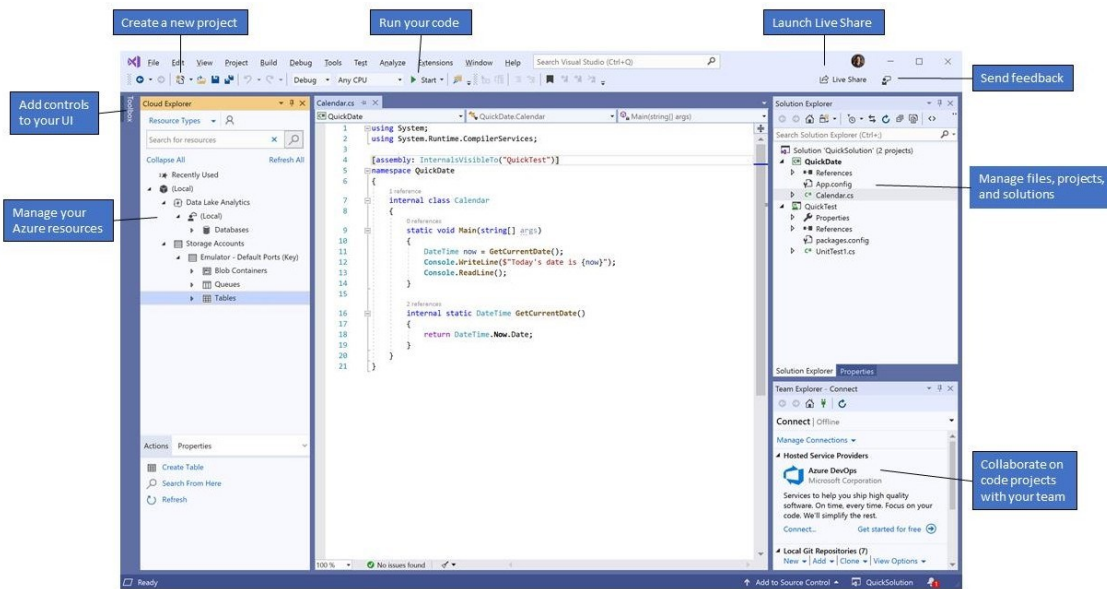 Create a new project
Run your code
Launch Live Share
File Edit View Project Build Debug Tools Test Analyze Extensions Window Help Search Visual Studio (Ctrl+Q)
Debug Any CPU Start
Live Share
Send feedback
Add controls
to your UI
Toolbox
Cloud Explorer
Resource Types
Search for resources
Collapse All Refresh All
Recently Used
(Local)
Data Lake Analytics
(Local)
Databases
Storage Accounts
Emulator - Default Ports (Key)
Blob Containers
Queues
Tables
Manage your
Azure resources
Actions Properties
Create Table
Search From Here
Refresh
Calendar.cs
QuickDate QuickDate.Calendar Main(string[] args)
1 using System;
2 using System.Runtime.CompilerServices;
3
4 [assembly: InternalsVisibleTo("QuickTest")]
5 namespace QuickDate
6 {
1 reference
7 internal class Calendar
8 {
0 references
9 static void Main(string[] args)
10 {
11 DateTime now = GetCurrentDate();
12 Console.WriteLine($"Today's date is {now}");
13 Console.ReadLine();
14 }
15
2 references
16 internal static DateTime GetCurrentDate()
17 {
18 return DateTime.Now.Date;
19 }
20 }
21 }
100 % No issues found
Solution Explorer
Search Solution Explorer (Ctrl+;)
Solution 'QuickSolution' (2 projects)
QuickDate
References
App.config
C# Calendar.cs
QuickTest
Properties
References
packages.config
C# UnitTest1.cs
Solution Explorer Properties
Manage files, projects,
and solutions
Team Explorer - Connect
Connect | Offline
Manage Connections
Hosted Service Providers
Azure DevOps
Microsoft Corporation
Services to help you ship high quality
software. On time, every time. Focus on your
code. We'll simplify the rest.
Connect... Get started for free
Local Git Repositories (7)
New | Add | Clone | View Options
Collaborate on
code projects
with your team
Ready Add to Source Control QuickSolution